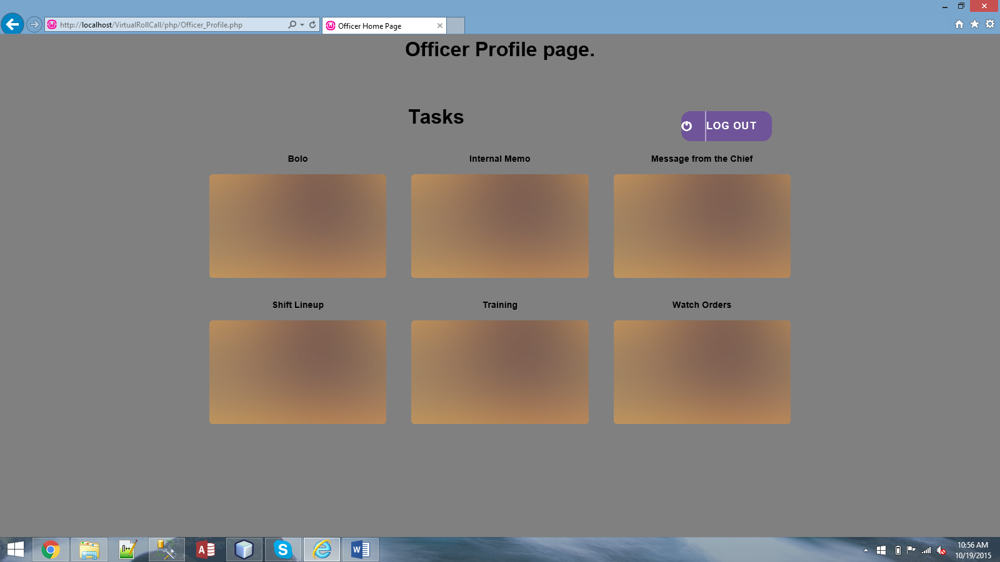 http://localhost/VirtualRollCall/php/Officer_Profile.php
Officer Home Page
Officer Profile page.
Tasks
LOG OUT
Bolo
Internal Memo
Message from the Chief
Shift Lineup
Training
Watch Orders
10:56 AM
10/19/2015